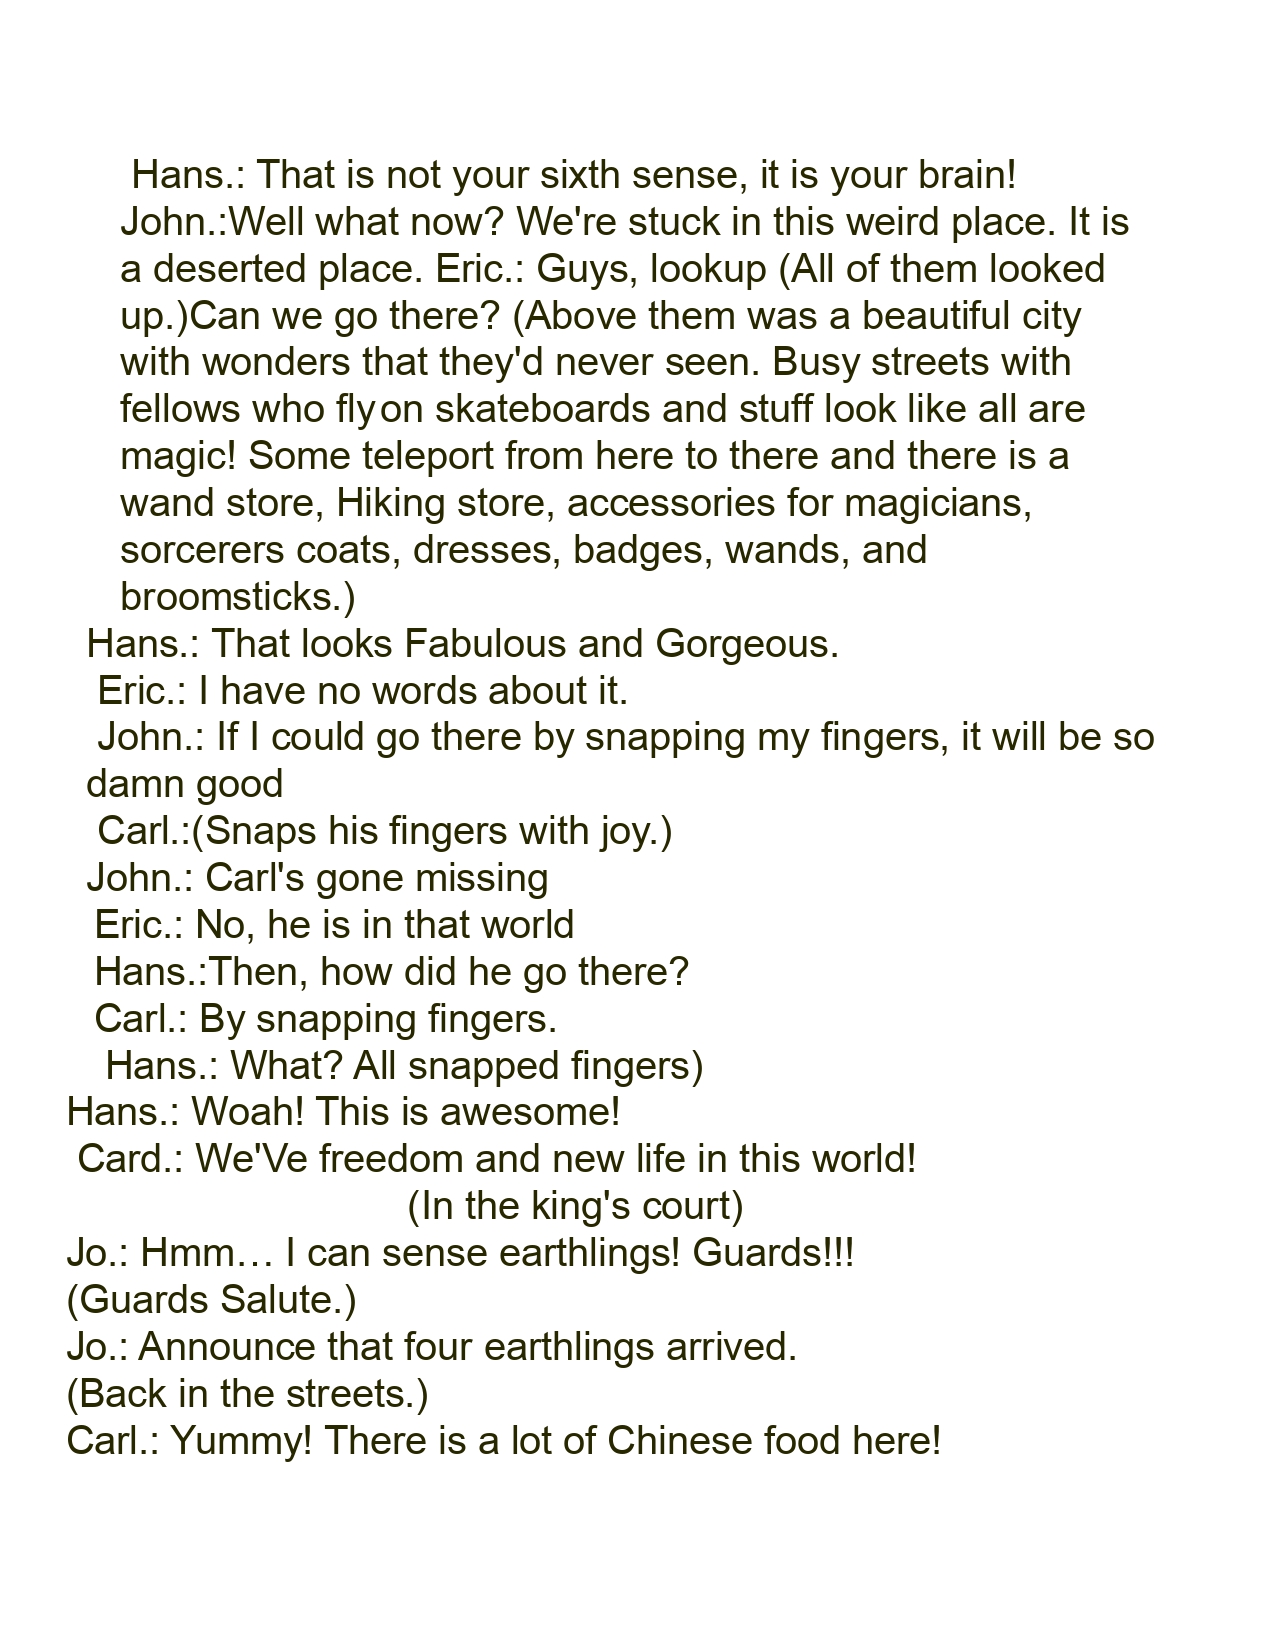 Hans.: That is not your sixth sense, it is your brain!
John.:Well what now? We're stuck in this weird place. It is
a deserted place. Eric.: Guys, lookup (All of them looked
up.)Can we go there? (Above them was a beautiful city
with wonders that they'd never seen. Busy streets with
fellows who fly on skateboards and stuff look like all are
magic! Some teleport from here to there and there is a
wand store, Hiking store, accessories for magicians,
sorcerers coats, dresses, badges, wands, and
broomsticks.)
Hans.: That looks Fabulous and Gorgeous.
Eric.: I have no words about it.
John.: If I could go there by snapping my fingers, it will be so
damn good
Carl.:(Snaps his fingers with joy.)
John.: Carl's gone missing
Eric.: No, he is in that world
Hans.:Then, how did he go there?
Carl.: By snapping fingers.
Hans.: What? All snapped fingers)
Hans.: Woah! This is awesome!
Card.: We'Ve freedom and new life in this world!
(In the king's court)
Jo.: Hmm… I can sense earthlings! Guards!!!
(Guards Salute.)
Jo.: Announce that four earthlings arrived.
(Back in the streets.)
Carl.: Yummy! There is a lot of Chinese food here!